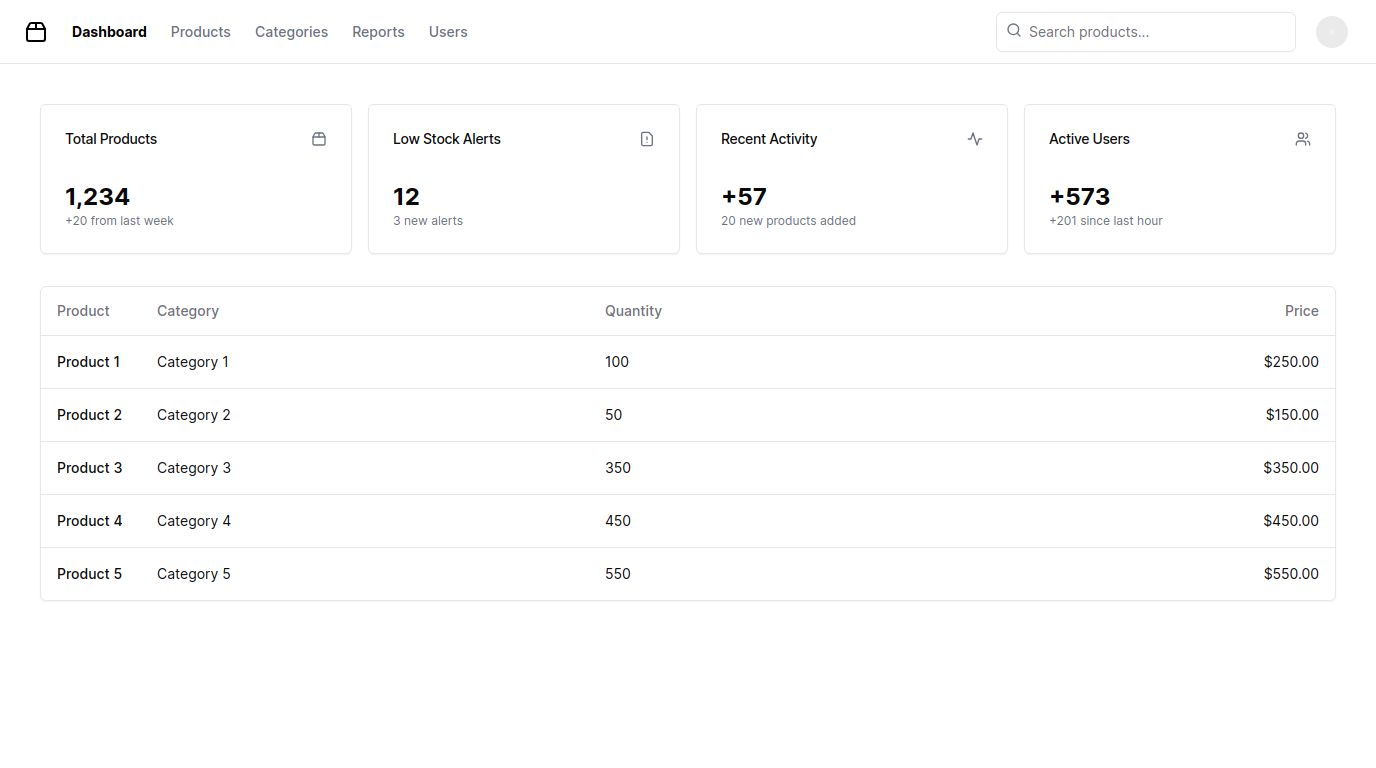 Dashboard Products Categories Reports Users Search products...
Total Products Low Stock Alerts Recent Activity Active Users
1,234 12 +57 +573
+20 from last week 3 new alerts 20 new products added +201 since last hour
Product Category Quantity Price
Product 1 Category 1 100 $250.00
Product 2 Category 2 50 $150.00
Product 3 Category 3 350 $350.00
Product 4 Category 4 450 $450.00
Product 5 Category 5 550 $550.00